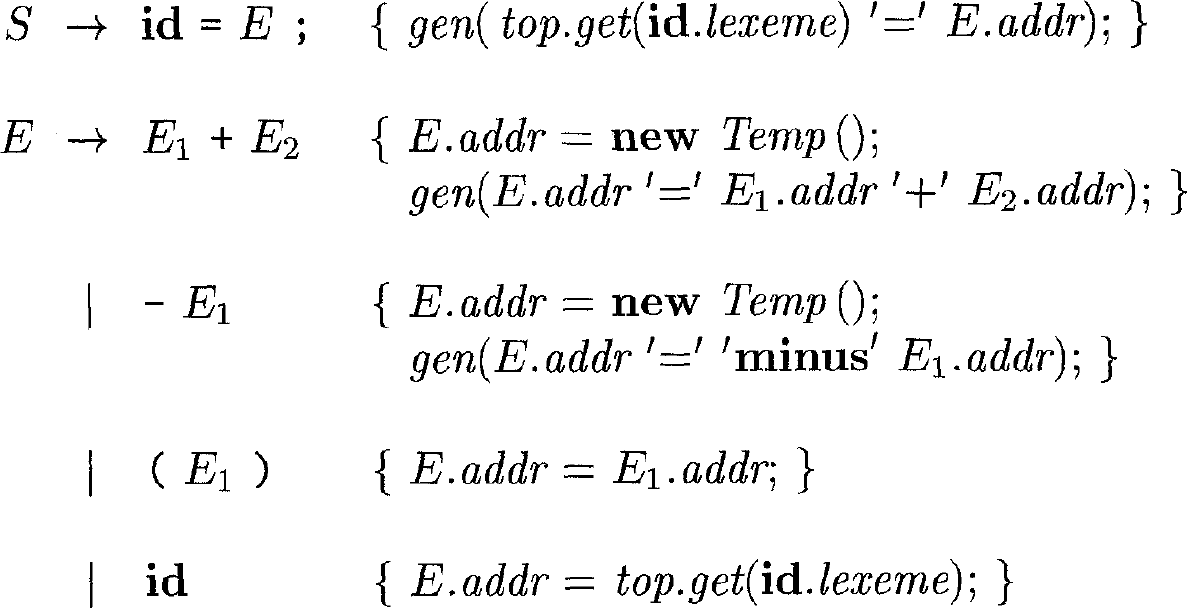 S → id = E ; { gen( top.get(id.lexeme) '=' E.addr); }
E → E₁ + E₂ { E.addr = new Temp ();
gen(E.addr '=' E₁.addr '+' E₂.addr); }
| - E₁ { E.addr = new Temp ();
gen(E.addr '=' 'minus' E₁.addr); }
| ( E₁ ) { E.addr = E₁.addr; }
| id { E.addr = top.get(id.lexeme); }